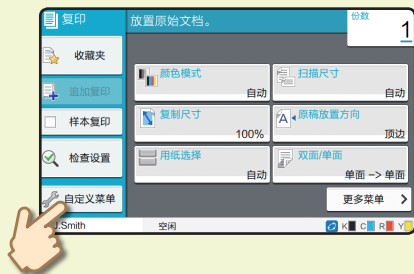 复印
放置原始文档。
份数
1
收藏夹
追加复印
样本复印
检查设置
自定义菜单
颜色模式
自动
扫描尺寸
自动
复制尺寸
100%
原稿放置方向
顶边
用纸选择
自动
双面/单面
单面 -> 单面
更多菜单
.Smith
空闲
K C R Y